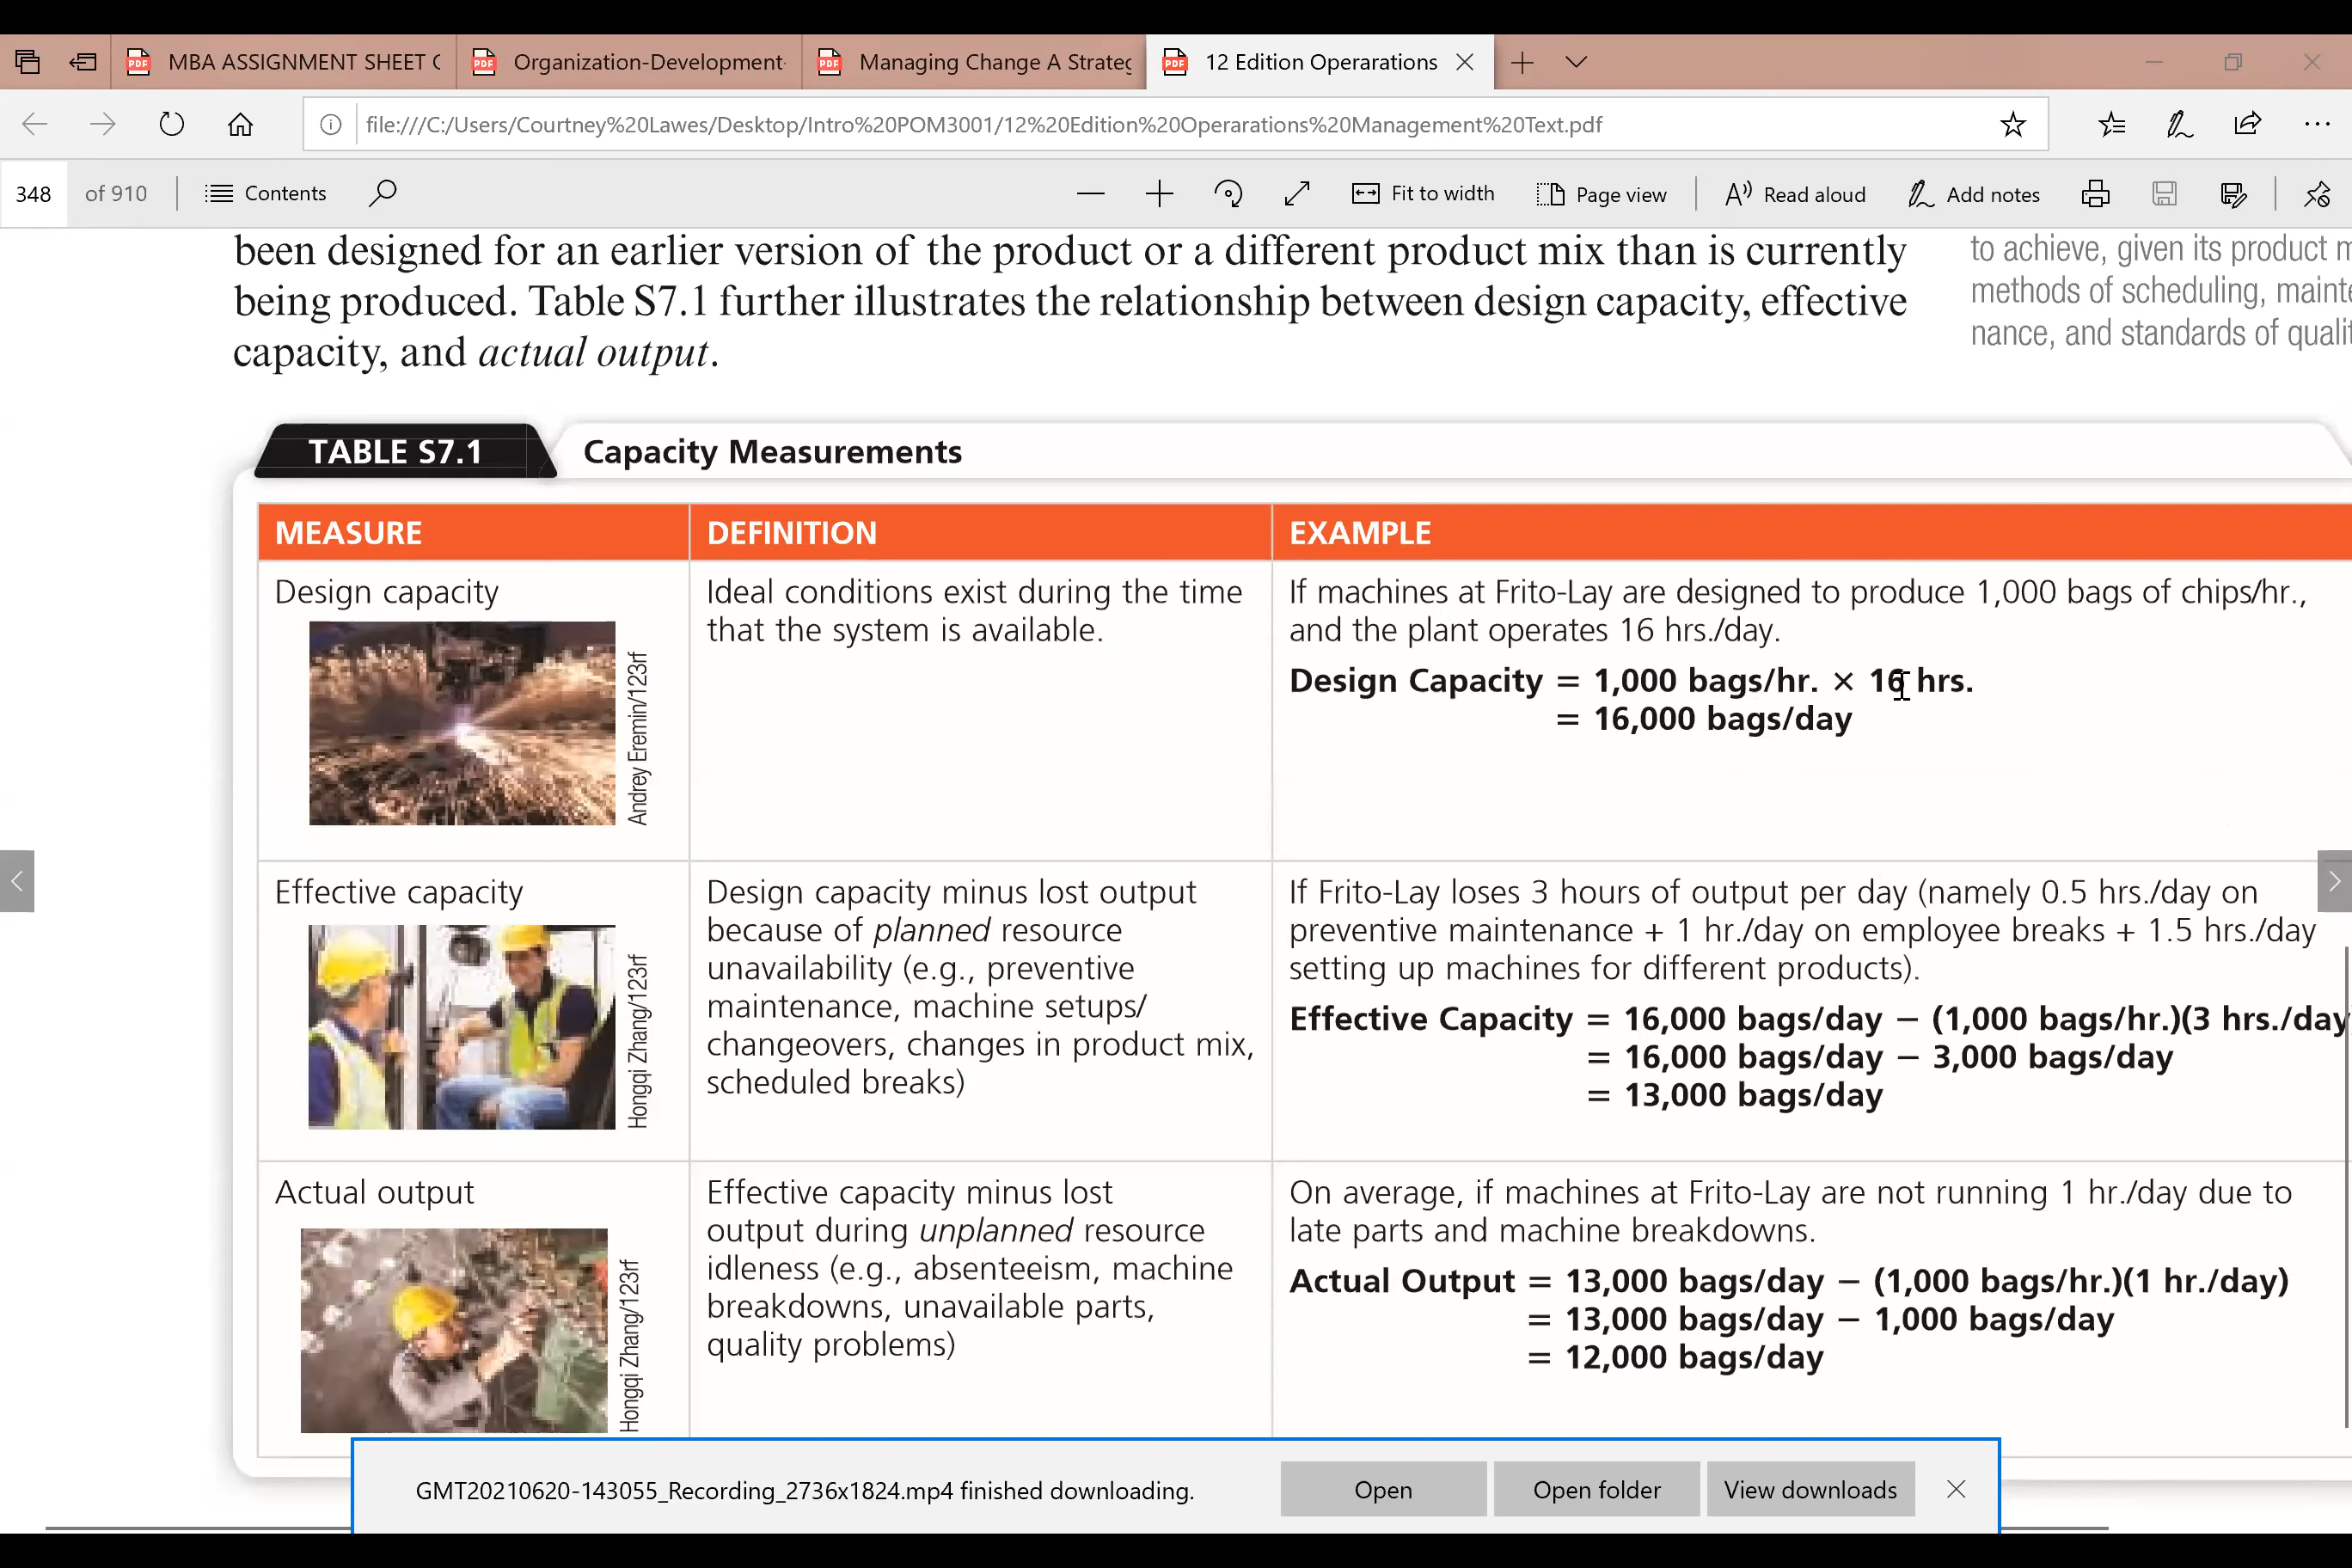 MBA ASSIGNMENT SHEET
Organization-Development-
Managing Change A Strate
12 Edition Operarations
file:///C:/Users/Courtney%20Lawes/Desktop/Intro%20POM3001/12%20Edition%20Operarations%20Management%20Text.pdf
348 of 910 Contents Fit to width Page view Read aloud Add notes
been designed for an earlier version of the product or a different product mix than is currently
being produced. Table S7.1 further illustrates the relationship between design capacity, effective
capacity, and actual output.
to achieve, given its product
methods of scheduling, mainte
nance, and standards of
TABLE S7.1 Capacity Measurements
MEASURE DEFINITION EXAMPLE
Design capacity
Andrey Eremin/123rf
Ideal conditions exist during the time
that the system is available.
If machines at Frito-Lay are designed to produce 1,000 bags of chips/hr.,
and the plant operates 16 hrs./day.
Design Capacity = 1,000 bags/hr. × 16 hrs.
= 16,000 bags/day
Effective capacity
Hongqi Zhang/123rf
Design capacity minus lost output
because of planned resource
unavailability (e.g., preventive
maintenance, machine setups/
changeovers, changes in product mix,
scheduled breaks)
If Frito-Lay loses 3 hours of output per day (namely 0.5 hrs./day on
preventive maintenance + 1 hr./day on employee breaks + 1.5 hrs./day
setting up machines for different products).
Effective Capacity = 16,000 bags/day − (1,000 bags/hr.)(3 hrs./day
= 16,000 bags/day − 3,000 bags/day
= 13,000 bags/day
Actual output
Hongqi Zhang/123rf
Effective capacity minus lost
output during unplanned resource
idleness (e.g., absenteeism, machine
breakdowns, unavailable parts,
quality problems)
On average, if machines at Frito-Lay are not running 1 hr./day due to
late parts and machine breakdowns.
Actual Output = 13,000 bags/day − (1,000 bags/hr.)(1 hr./day)
= 13,000 bags/day − 1,000 bags/day
= 12,000 bags/day
GMT20210620-143055_Recording_2736x1824.mp4 finished downloading.
Open Open folder View downloads